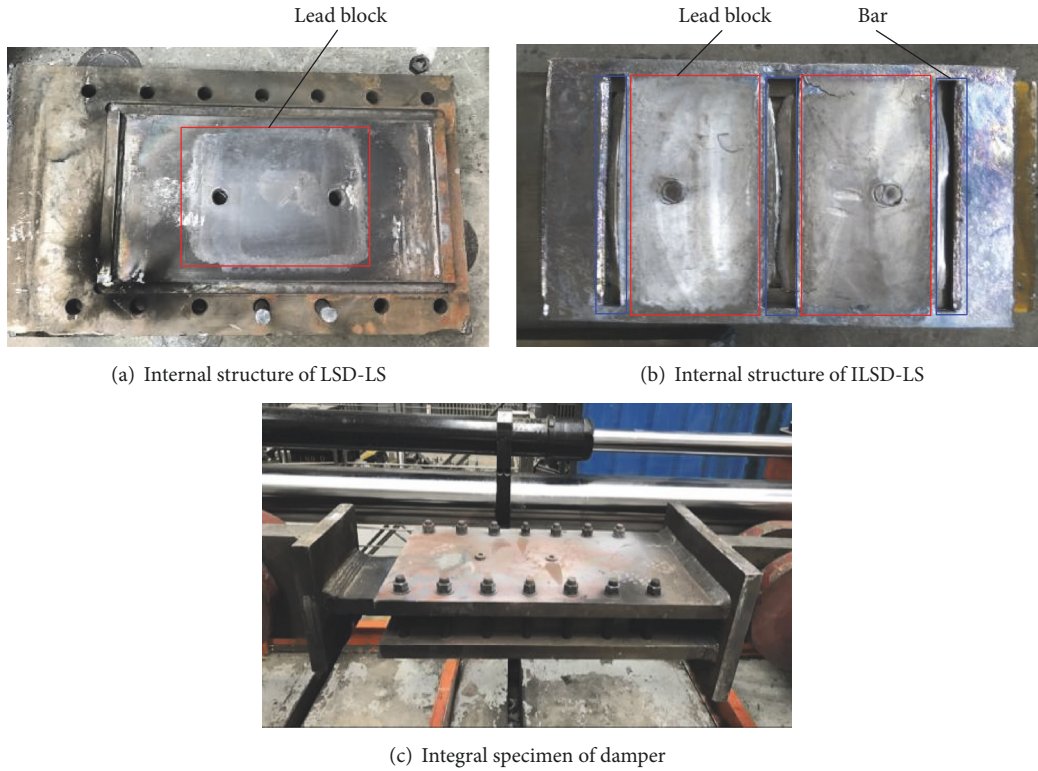 Lead block
Lead block
Bar
(a) Internal structure of LSD-LS
(b) Internal structure of ILSD-LS
(c) Integral specimen of damper